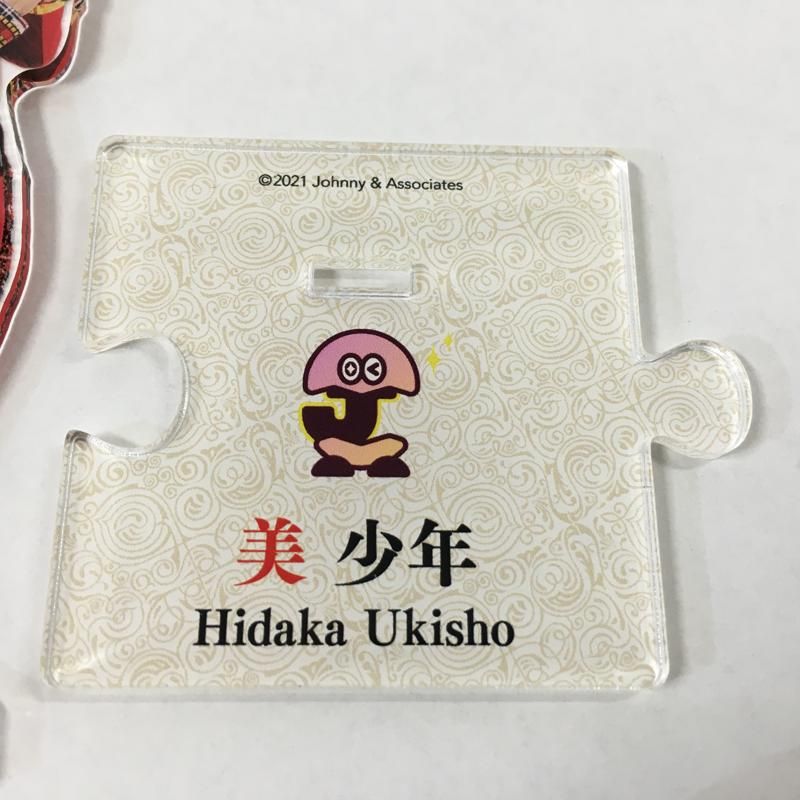 ©2021 Johnny & Associates
J
美 少年
Hidaka Ukisho